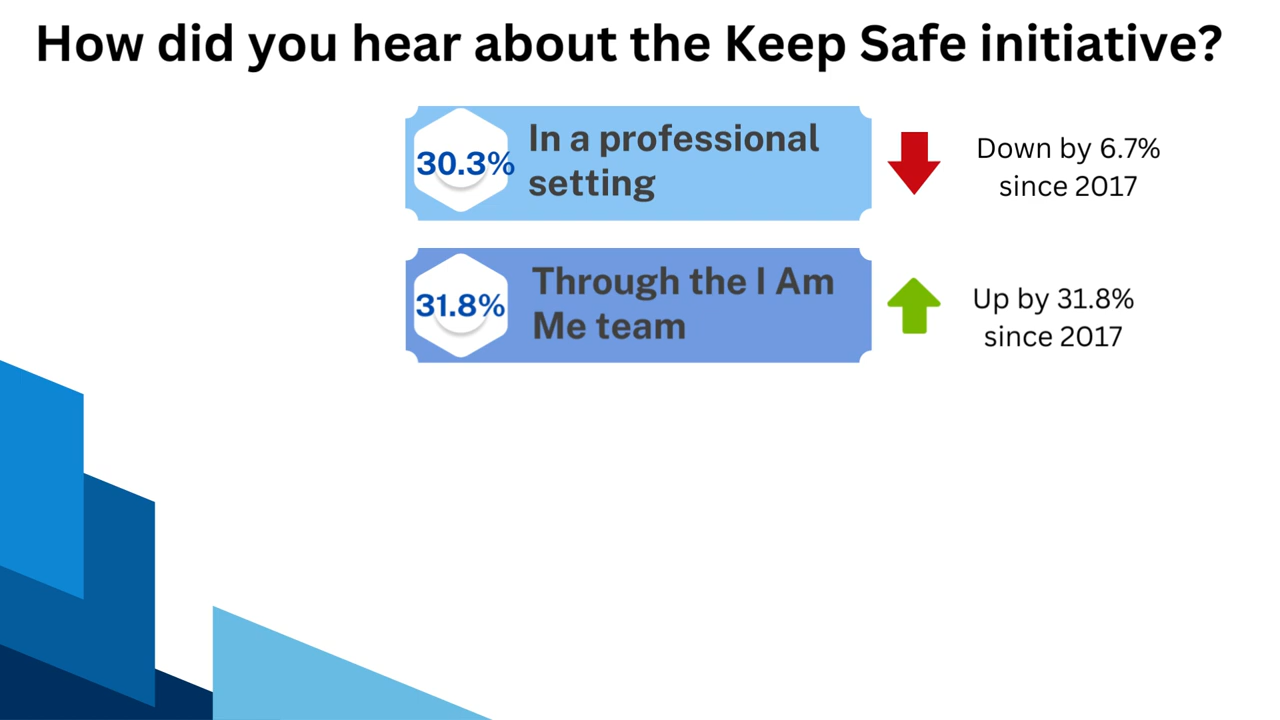 How did you hear about the Keep Safe initiative?
30.3%
In a professional
setting
Down by 6.7%
since 2017
31.8%
Through the I Am
Me team
Up by 31.8%
since 2017